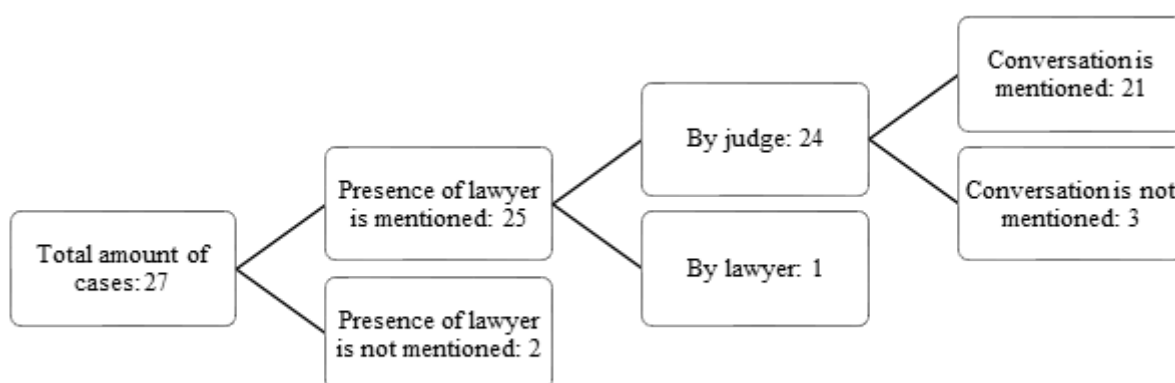 Total amount of
cases: 27
Presence of lawyer
is mentioned: 25
Presence of lawyer
is not mentioned: 2
By judge: 24
By lawyer: 1
Conversation is
mentioned: 21
Conversation is not
mentioned: 3